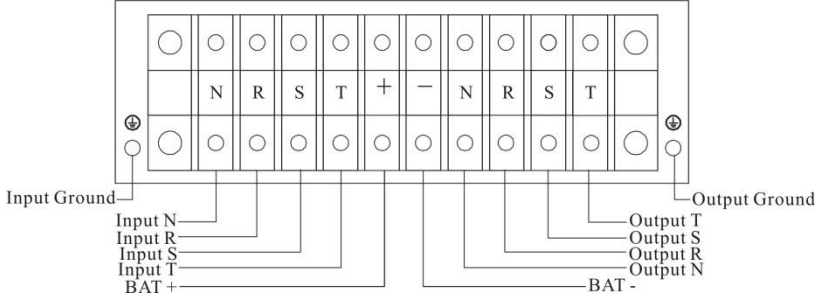 N R S T + − N R S T
Input Ground
Output Ground
Input N
Output T
Input R
Output S
Input S
Output R
Input T
Output N
BAT +
BAT -